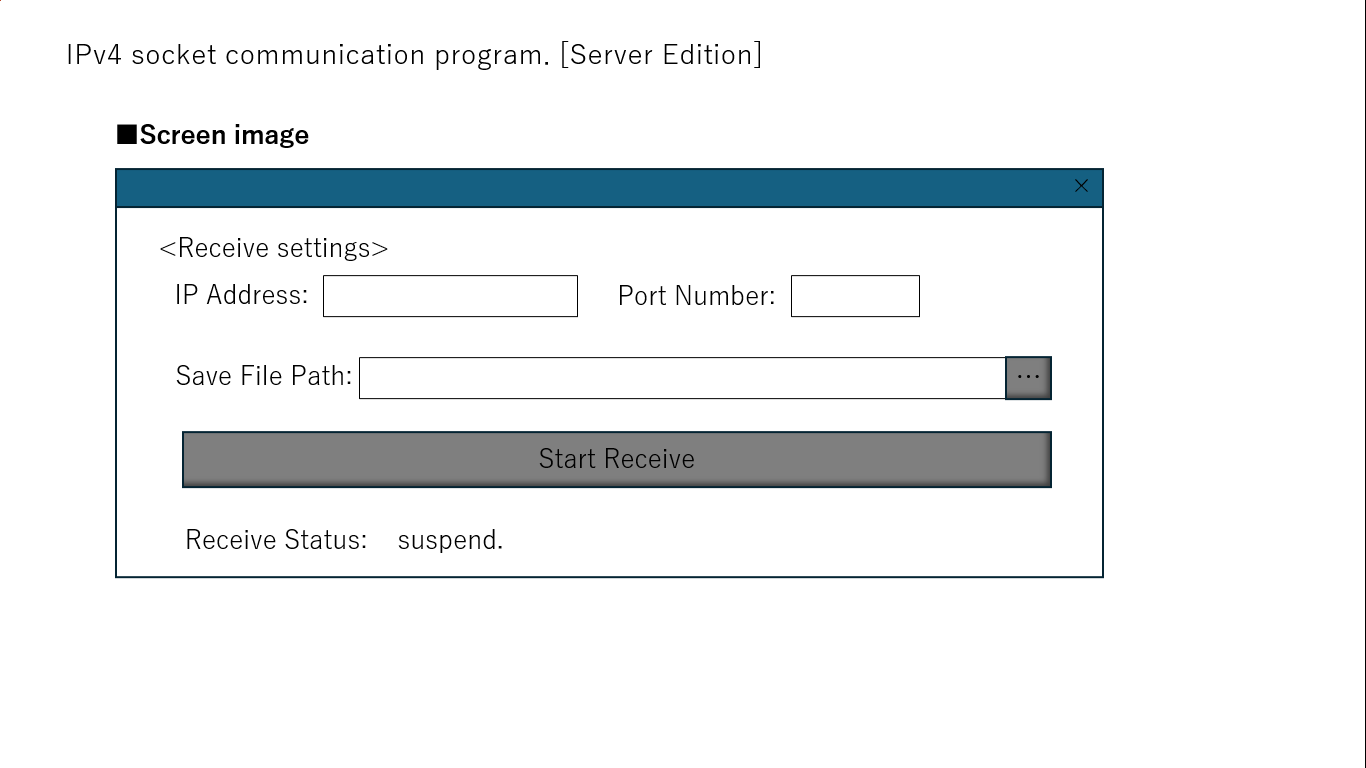 IPv4 socket communication program. [Server Edition]
■Screen image
×
<Receive settings>
IP Address: Port Number:
Save File Path: …
Start Receive
Receive Status: suspend.